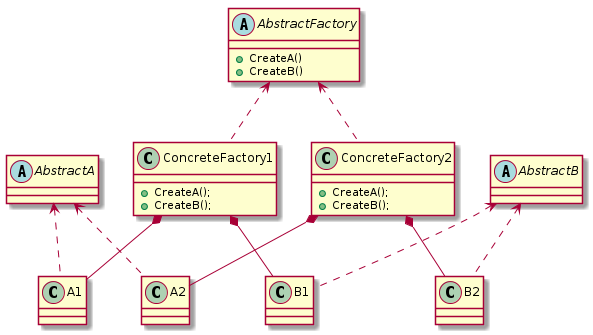 A AbstractFactory
CreateA()
CreateB()
A AbstractA
C ConcreteFactory1
CreateA();
CreateB();
C ConcreteFactory2
CreateA();
CreateB();
A AbstractB
C A1
C A2
C B1
C B2